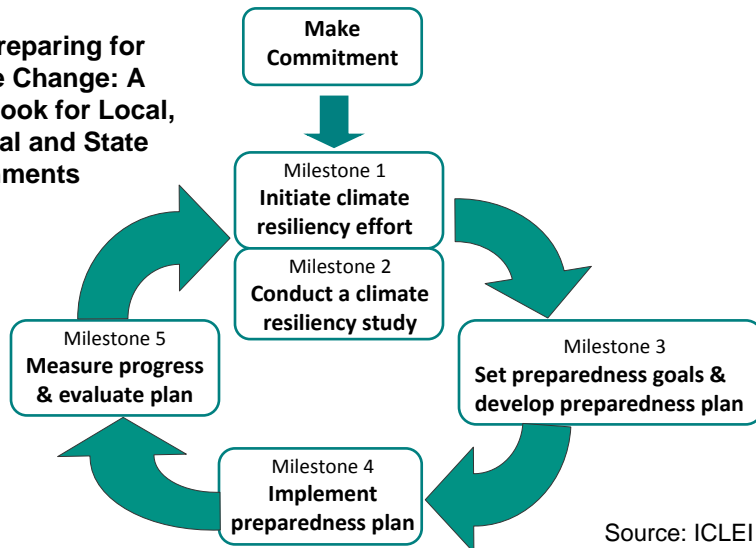 reparing for
e Change: A
ook for Local,
al and State
nments
Make
Commitment
Milestone 1
Initiate climate
resiliency effort
Milestone 2
Conduct a climate
resiliency study
Milestone 3
Set preparedness goals &
develop preparedness plan
Milestone 4
Implement
preparedness plan
Milestone 5
Measure progress
& evaluate plan
Source: ICLEI